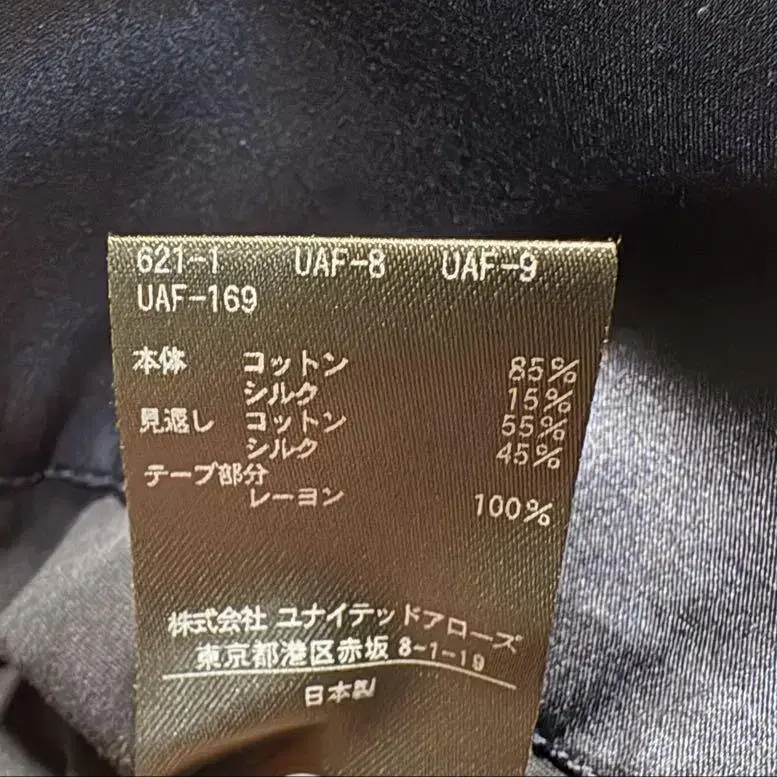 621-1 UAF-8 UAF-9
UAF-169
本体 コットン 85%
シルク 15%
見返し コットン 55%
シルク 45%
テープ部分
レーヨン 100%
株式会社 ユナイテッドアローズ
東京都港区赤坂 8-1-19
日本製